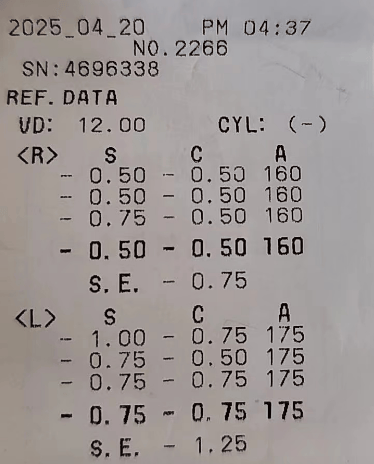 2025_04_20 PM 04:37
NO.2266
SN:4696338
REF. DATA
VD: 12.00 CYL: (-)
<R> S C A
- 0.50 - 0.50 160
- 0.50 - 0.50 160
- 0.75 - 0.50 160
- 0.50 - 0.50 160
S.E. - 0.75
<L> S C A
- 1.00 - 0.75 175
- 0.75 - 0.50 175
- 0.75 - 0.75 175
- 0.75 - 0.75 175
S.E. - 1.25